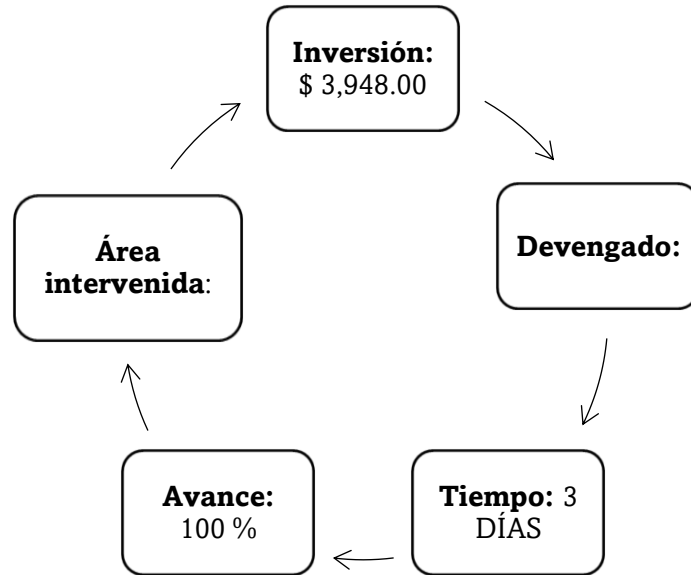 Inversión:
$ 3,948.00
Devengado:
Tiempo: 3
DÍAS
Avance:
100 %
Área
intervenida: